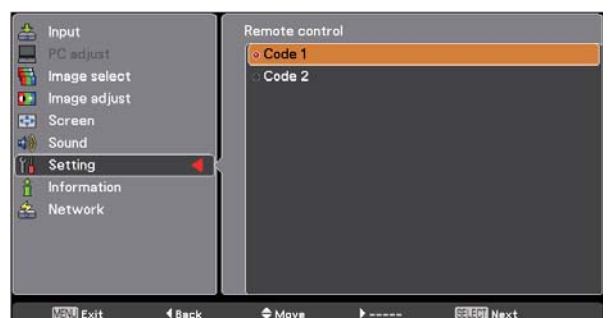 Input
PC adjust
Image select
Image adjust
Screen
Sound
Setting
Information
Network
Remote control
Code 1
Code 2
MENU Exit ◀Back Move ▶----- SELECT Next